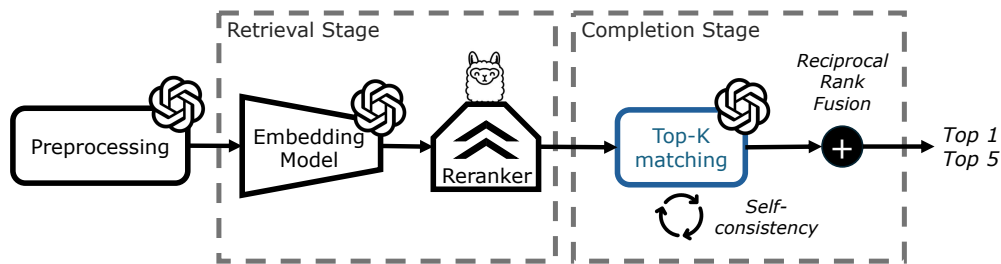 Retrieval Stage
Completion Stage
Preprocessing
Embedding
Model
Reranker
Top-K
matching
Self-
consistency
Reciprocal
Rank
Fusion
+
Top 1
Top 5